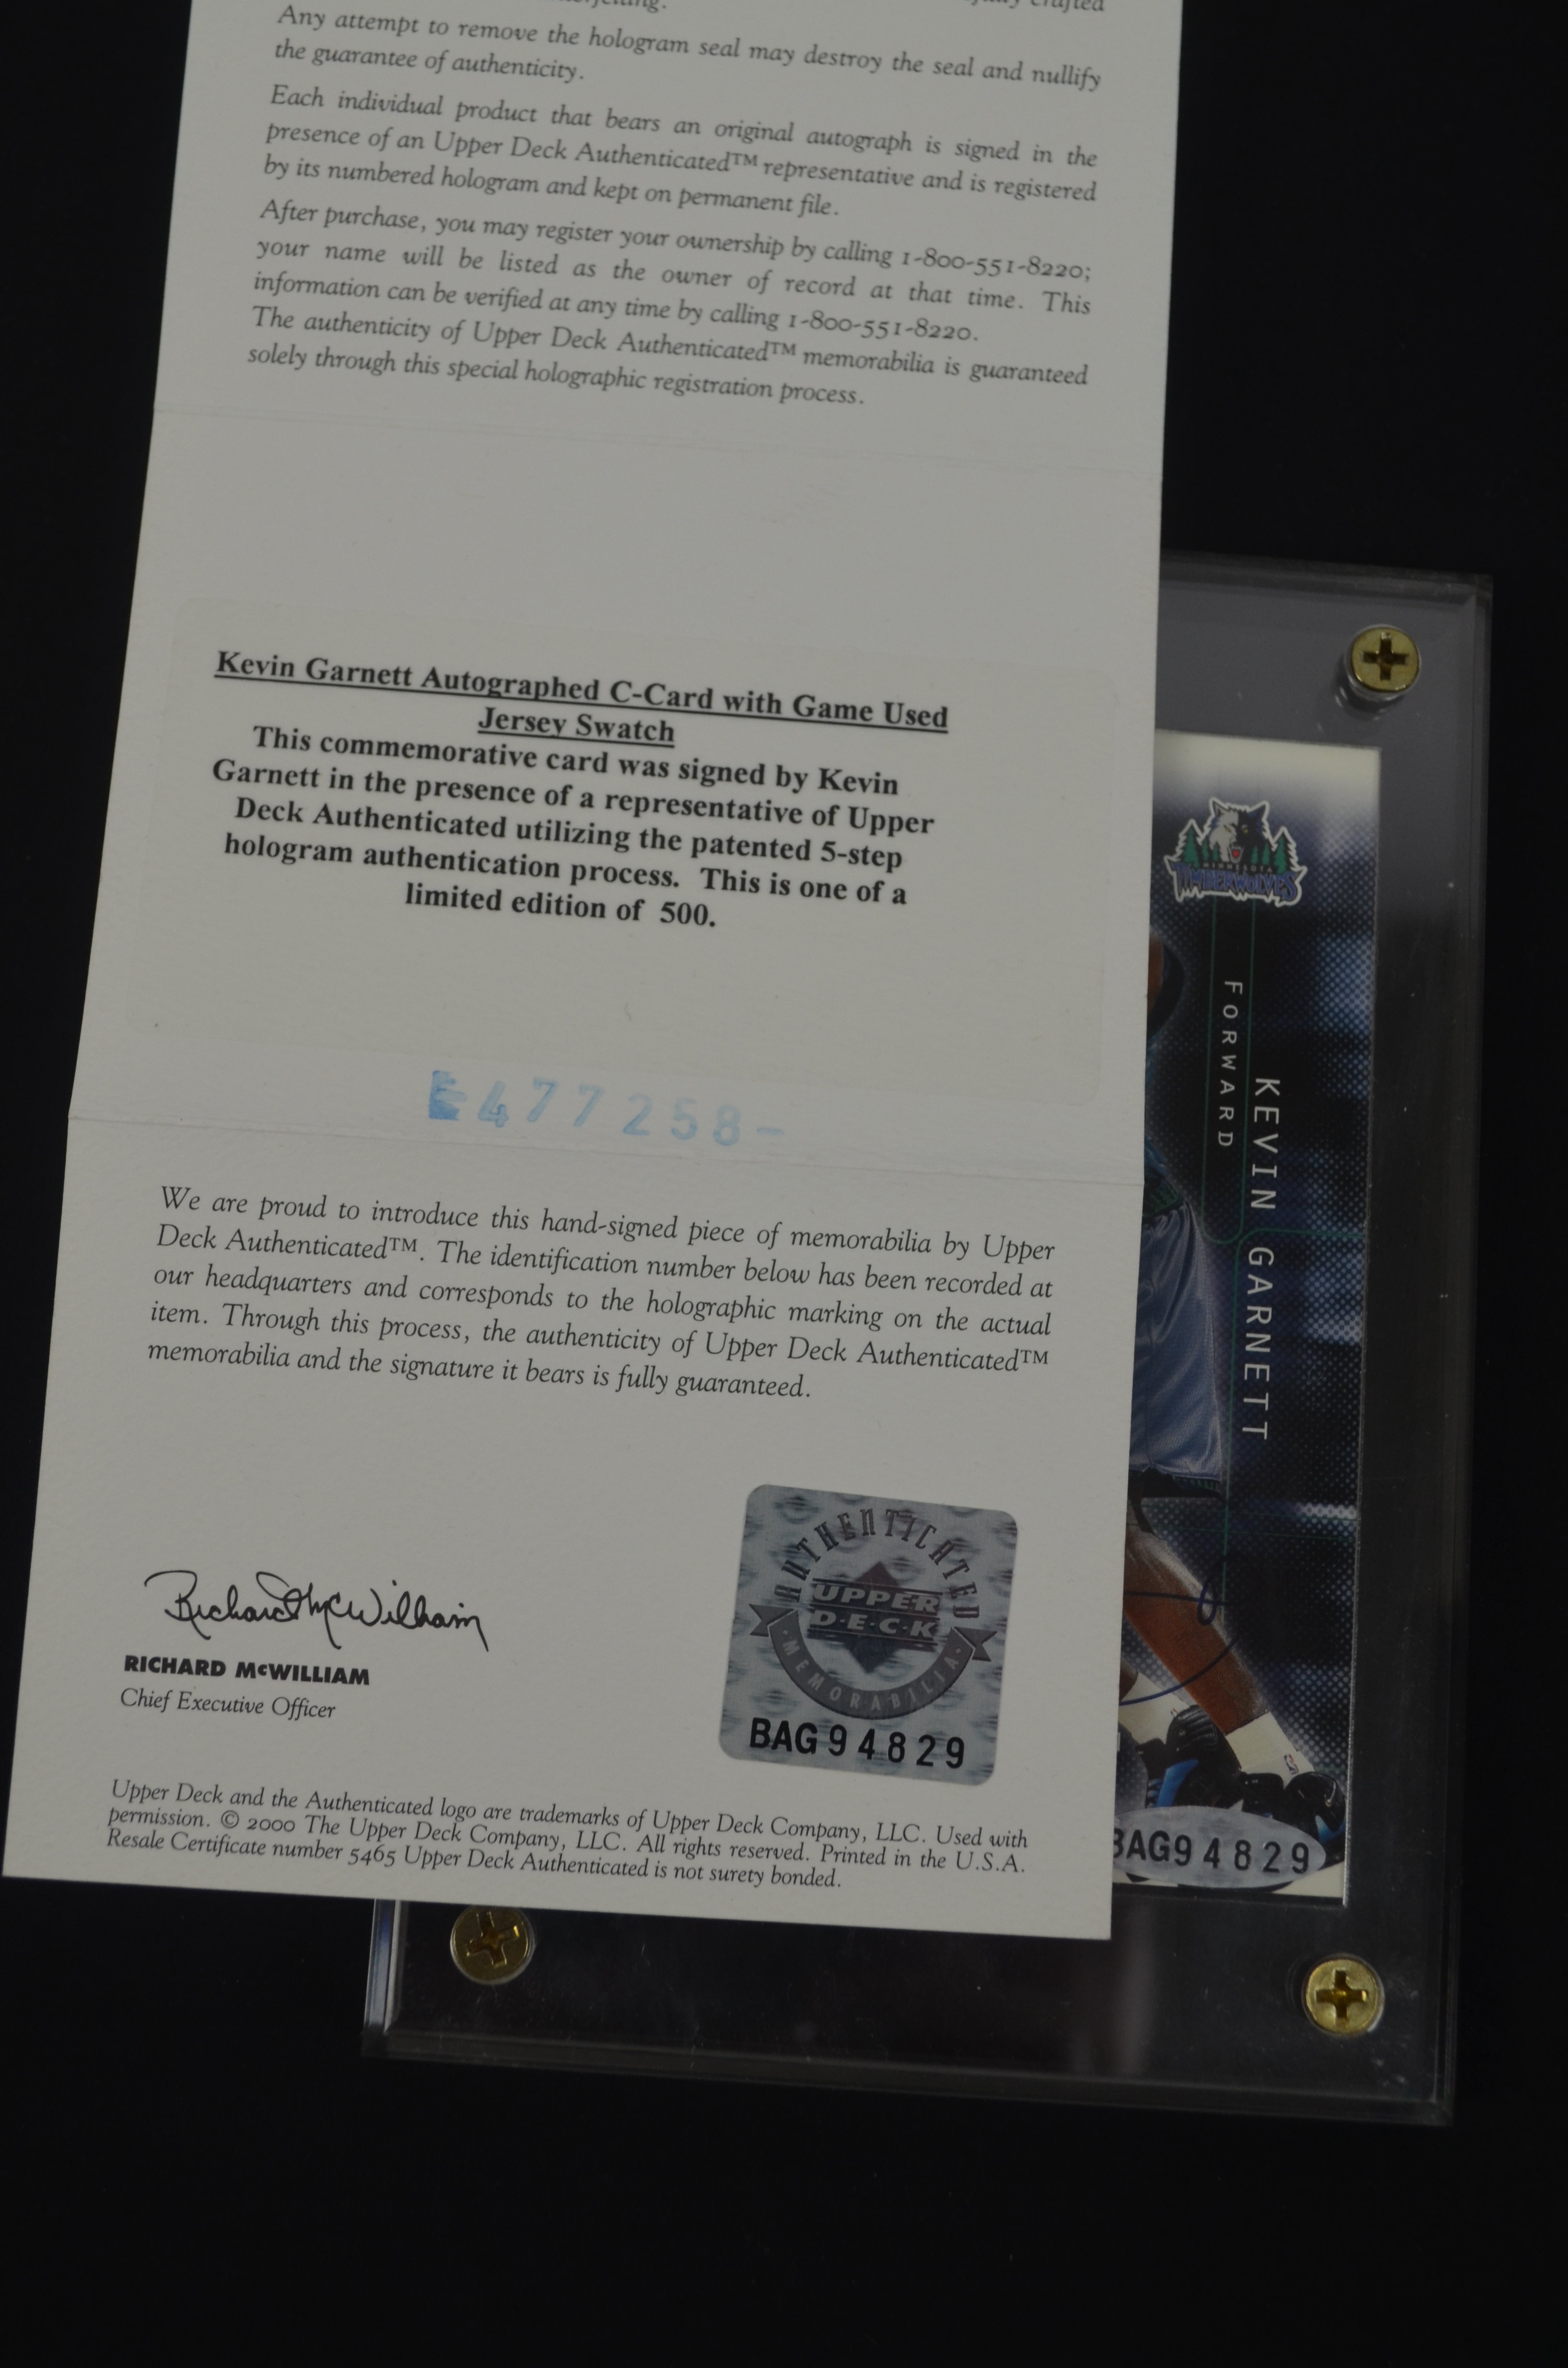 crafted
Any attempt to remove the hologram seal may destroy the seal and nullify
the guarantee of authenticity.
Each individual product that bears an original autograph is signed in the
presence of an Upper Deck Authenticated™ representative and is registered
by its numbered hologram and kept on permanent file.
After purchase, you may register your ownership by calling 1-800-551-8220;
your name will be listed as the owner of record at that time. This
information can be verified at any time by calling 1-800-551-8220.
The authenticity of Upper Deck Authenticated™ memorabilia is guaranteed
solely through this special holographic registration process.
Kevin Garnett Autographed C-Card with Game Used
Jersey Swatch
This commemorative card was signed by Kevin
Garnett in the presence of a representative of Upper
Deck Authenticated utilizing the patented 5-step
hologram authentication process. This is one of a
limited edition of 500.
E477258-
We are proud to introduce this hand-signed piece of memorabilia by Upper
Deck Authenticated™. The identification number below has been recorded at
our headquarters and corresponds to the holographic marking on the actual
item. Through this process, the authenticity of Upper Deck Authenticated™
memorabilia and the signature it bears is fully guaranteed.
Richard McWilliam
RICHARD McWILLIAM
Chief Executive Officer
AUTHENTICATED
UPPER
D·E·C·K
·MEMORABILIA·
BAG94829
Upper Deck and the Authenticated logo are trademarks of Upper Deck Company, LLC. Used with
permission. © 2000 The Upper Deck Company, LLC. All rights reserved. Printed in the U.S.A.
Resale Certificate number 5465 Upper Deck Authenticated is not surety bonded.
MINNESOTA
TIMBERWOLVES
FORWARD
KEVIN GARNETT
BAG94829